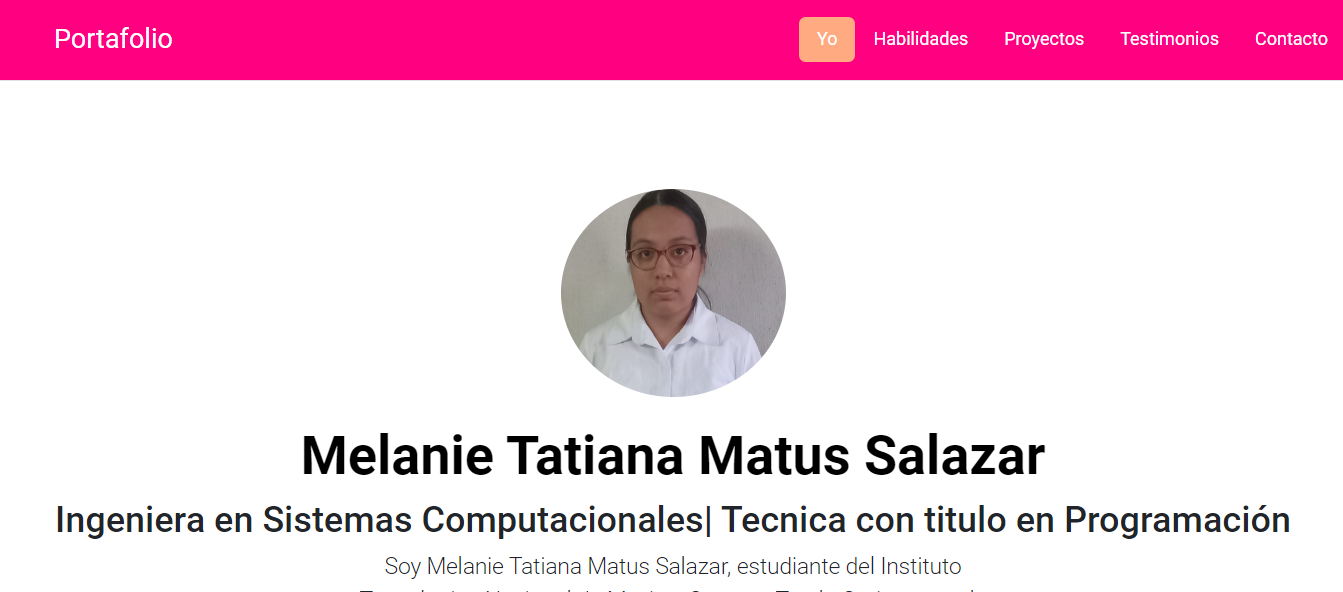 Portafolio
Yo Habilidades Proyectos Testimonios Contacto
Melanie Tatiana Matus Salazar
Ingeniera en Sistemas Computacionales| Tecnica con titulo en Programación
Soy Melanie Tatiana Matus Salazar, estudiante del Instituto